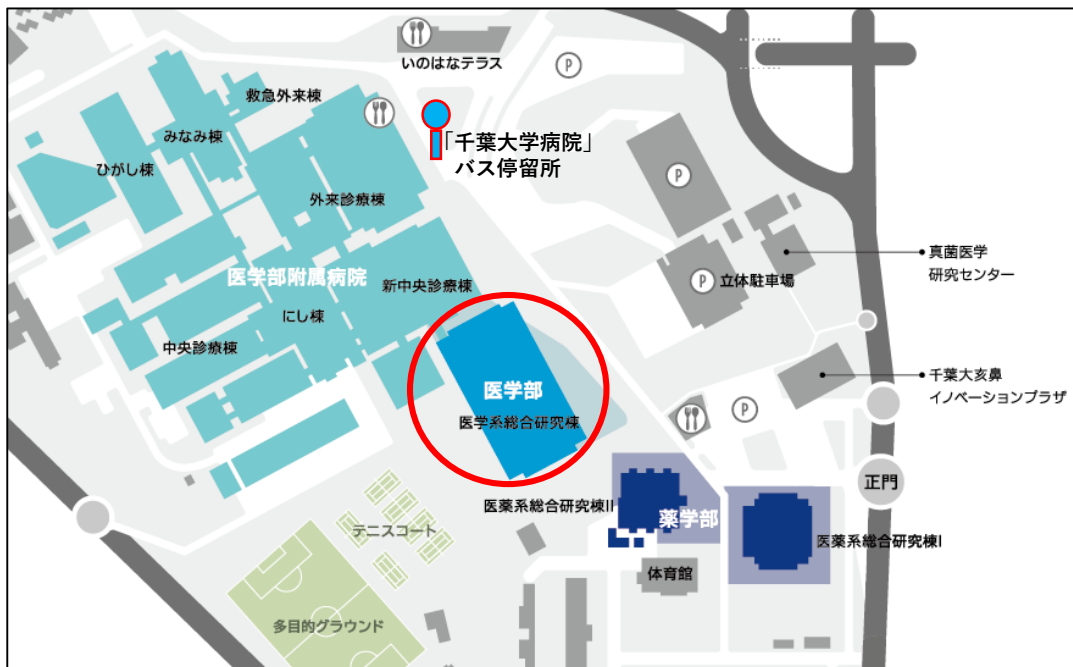 いのはなテラス
P
救急外来棟
「千葉大学病院」
バス停留所
みなみ棟
ひがし棟
P
外来診療棟
真菌医学
研究センター
医学部附属病院
新中央診療棟
P
立体駐車場
にし棟
中央診療棟
千葉大亥鼻
イノベーションプラザ
医学部
医学系総合研究棟
P
正門
医薬系総合研究棟II
薬学部
テニスコート
医薬系総合研究棟I
体育館
多目的グラウンド